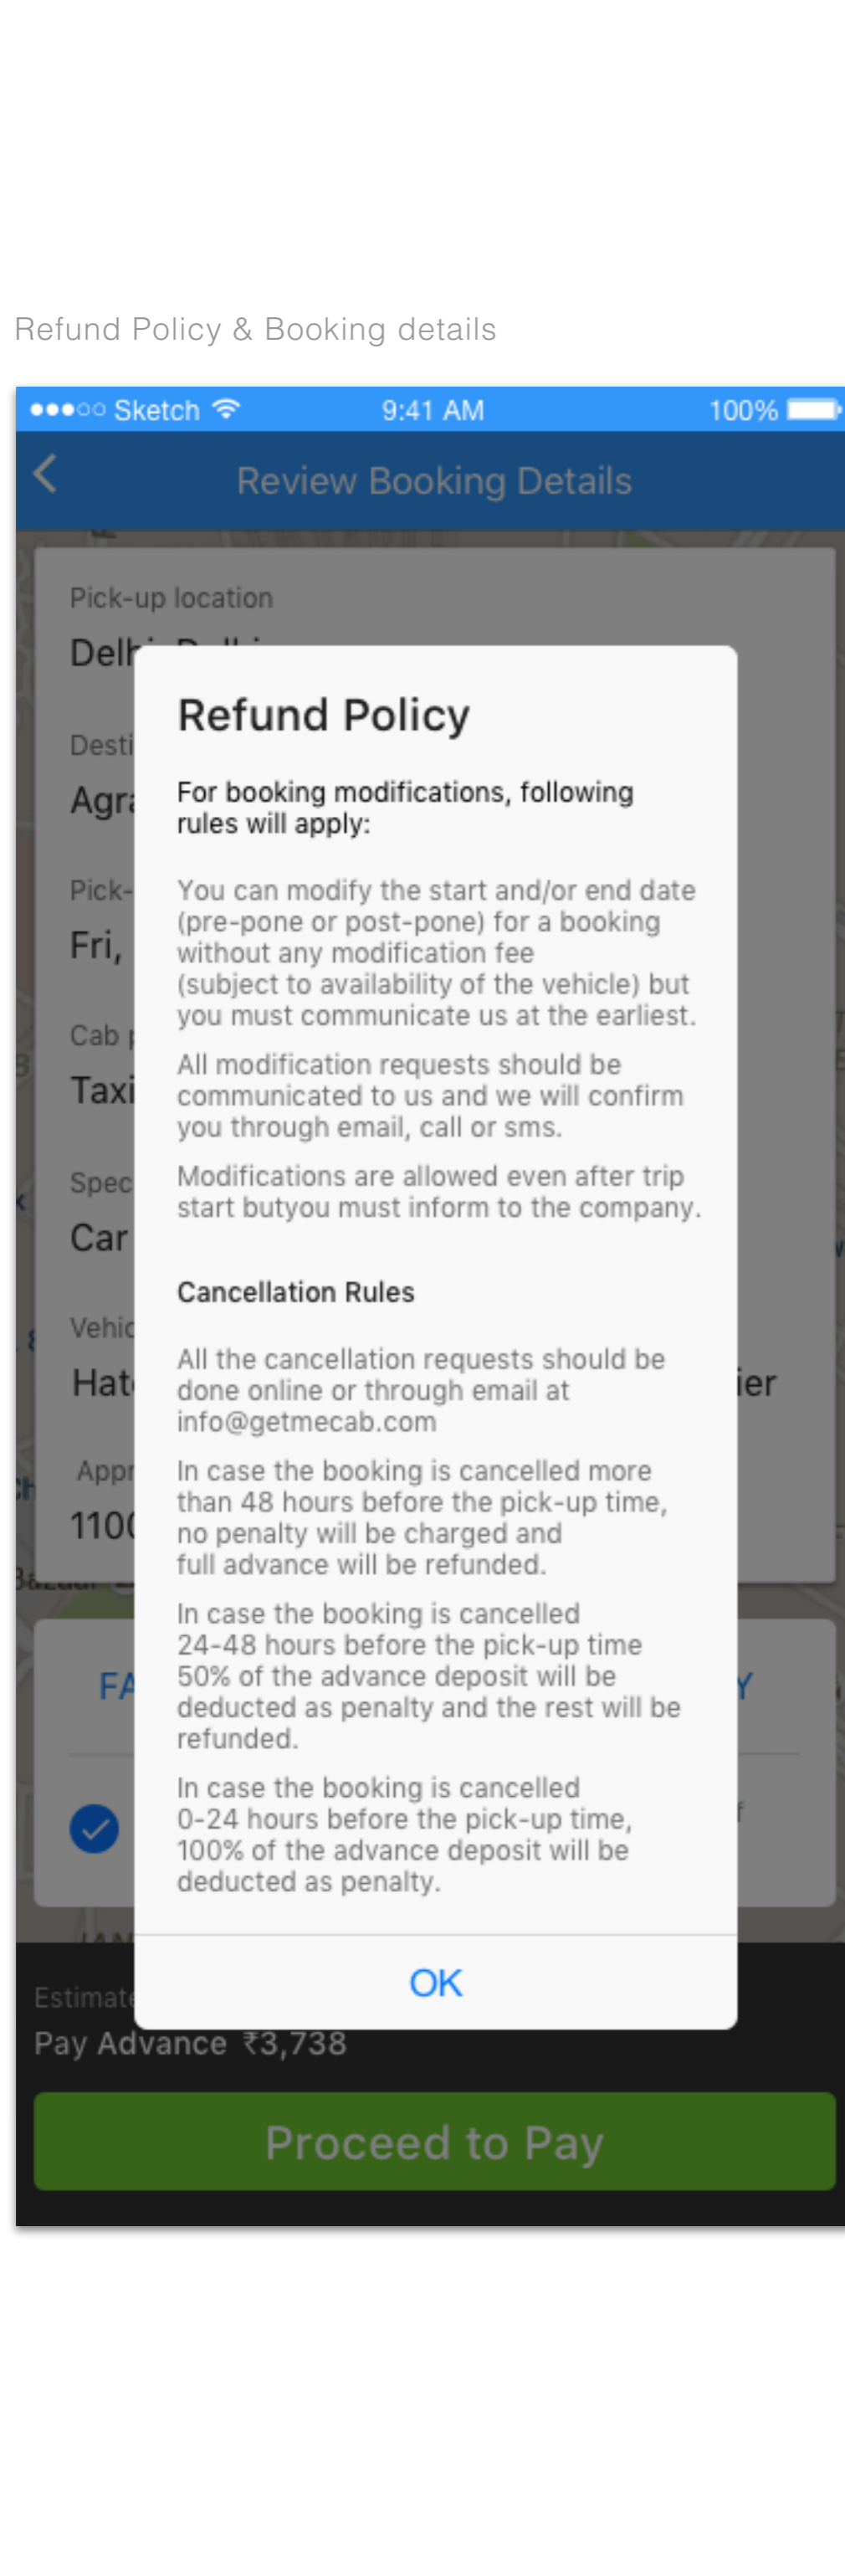 Refund Policy & Booking details
Sketch 9:41 AM 100%
Review Booking Details
Pick-up location
Refund Policy
For booking modifications, following
rules will apply:
You can modify the start and/or end date
(pre-pone or post-pone) for a booking
without any modification fee
(subject to availability of the vehicle) but
you must communicate us at the earliest.
All modification requests should be
communicated to us and we will confirm
you through email, call or sms.
Modifications are allowed even after trip
start butyou must inform to the company.
Cancellation Rules
All the cancellation requests should be
done online or through email at
info@getmecab.com
In case the booking is cancelled more
than 48 hours before the pick-up time,
no penalty will be charged and
full advance will be refunded.
In case the booking is cancelled
24-48 hours before the pick-up time
50% of the advance deposit will be
deducted as penalty and the rest will be
refunded.
In case the booking is cancelled
0-24 hours before the pick-up time,
100% of the advance deposit will be
deducted as penalty.
OK
Fri,
Car
Pay Advance ₹3,738
Proceed to Pay